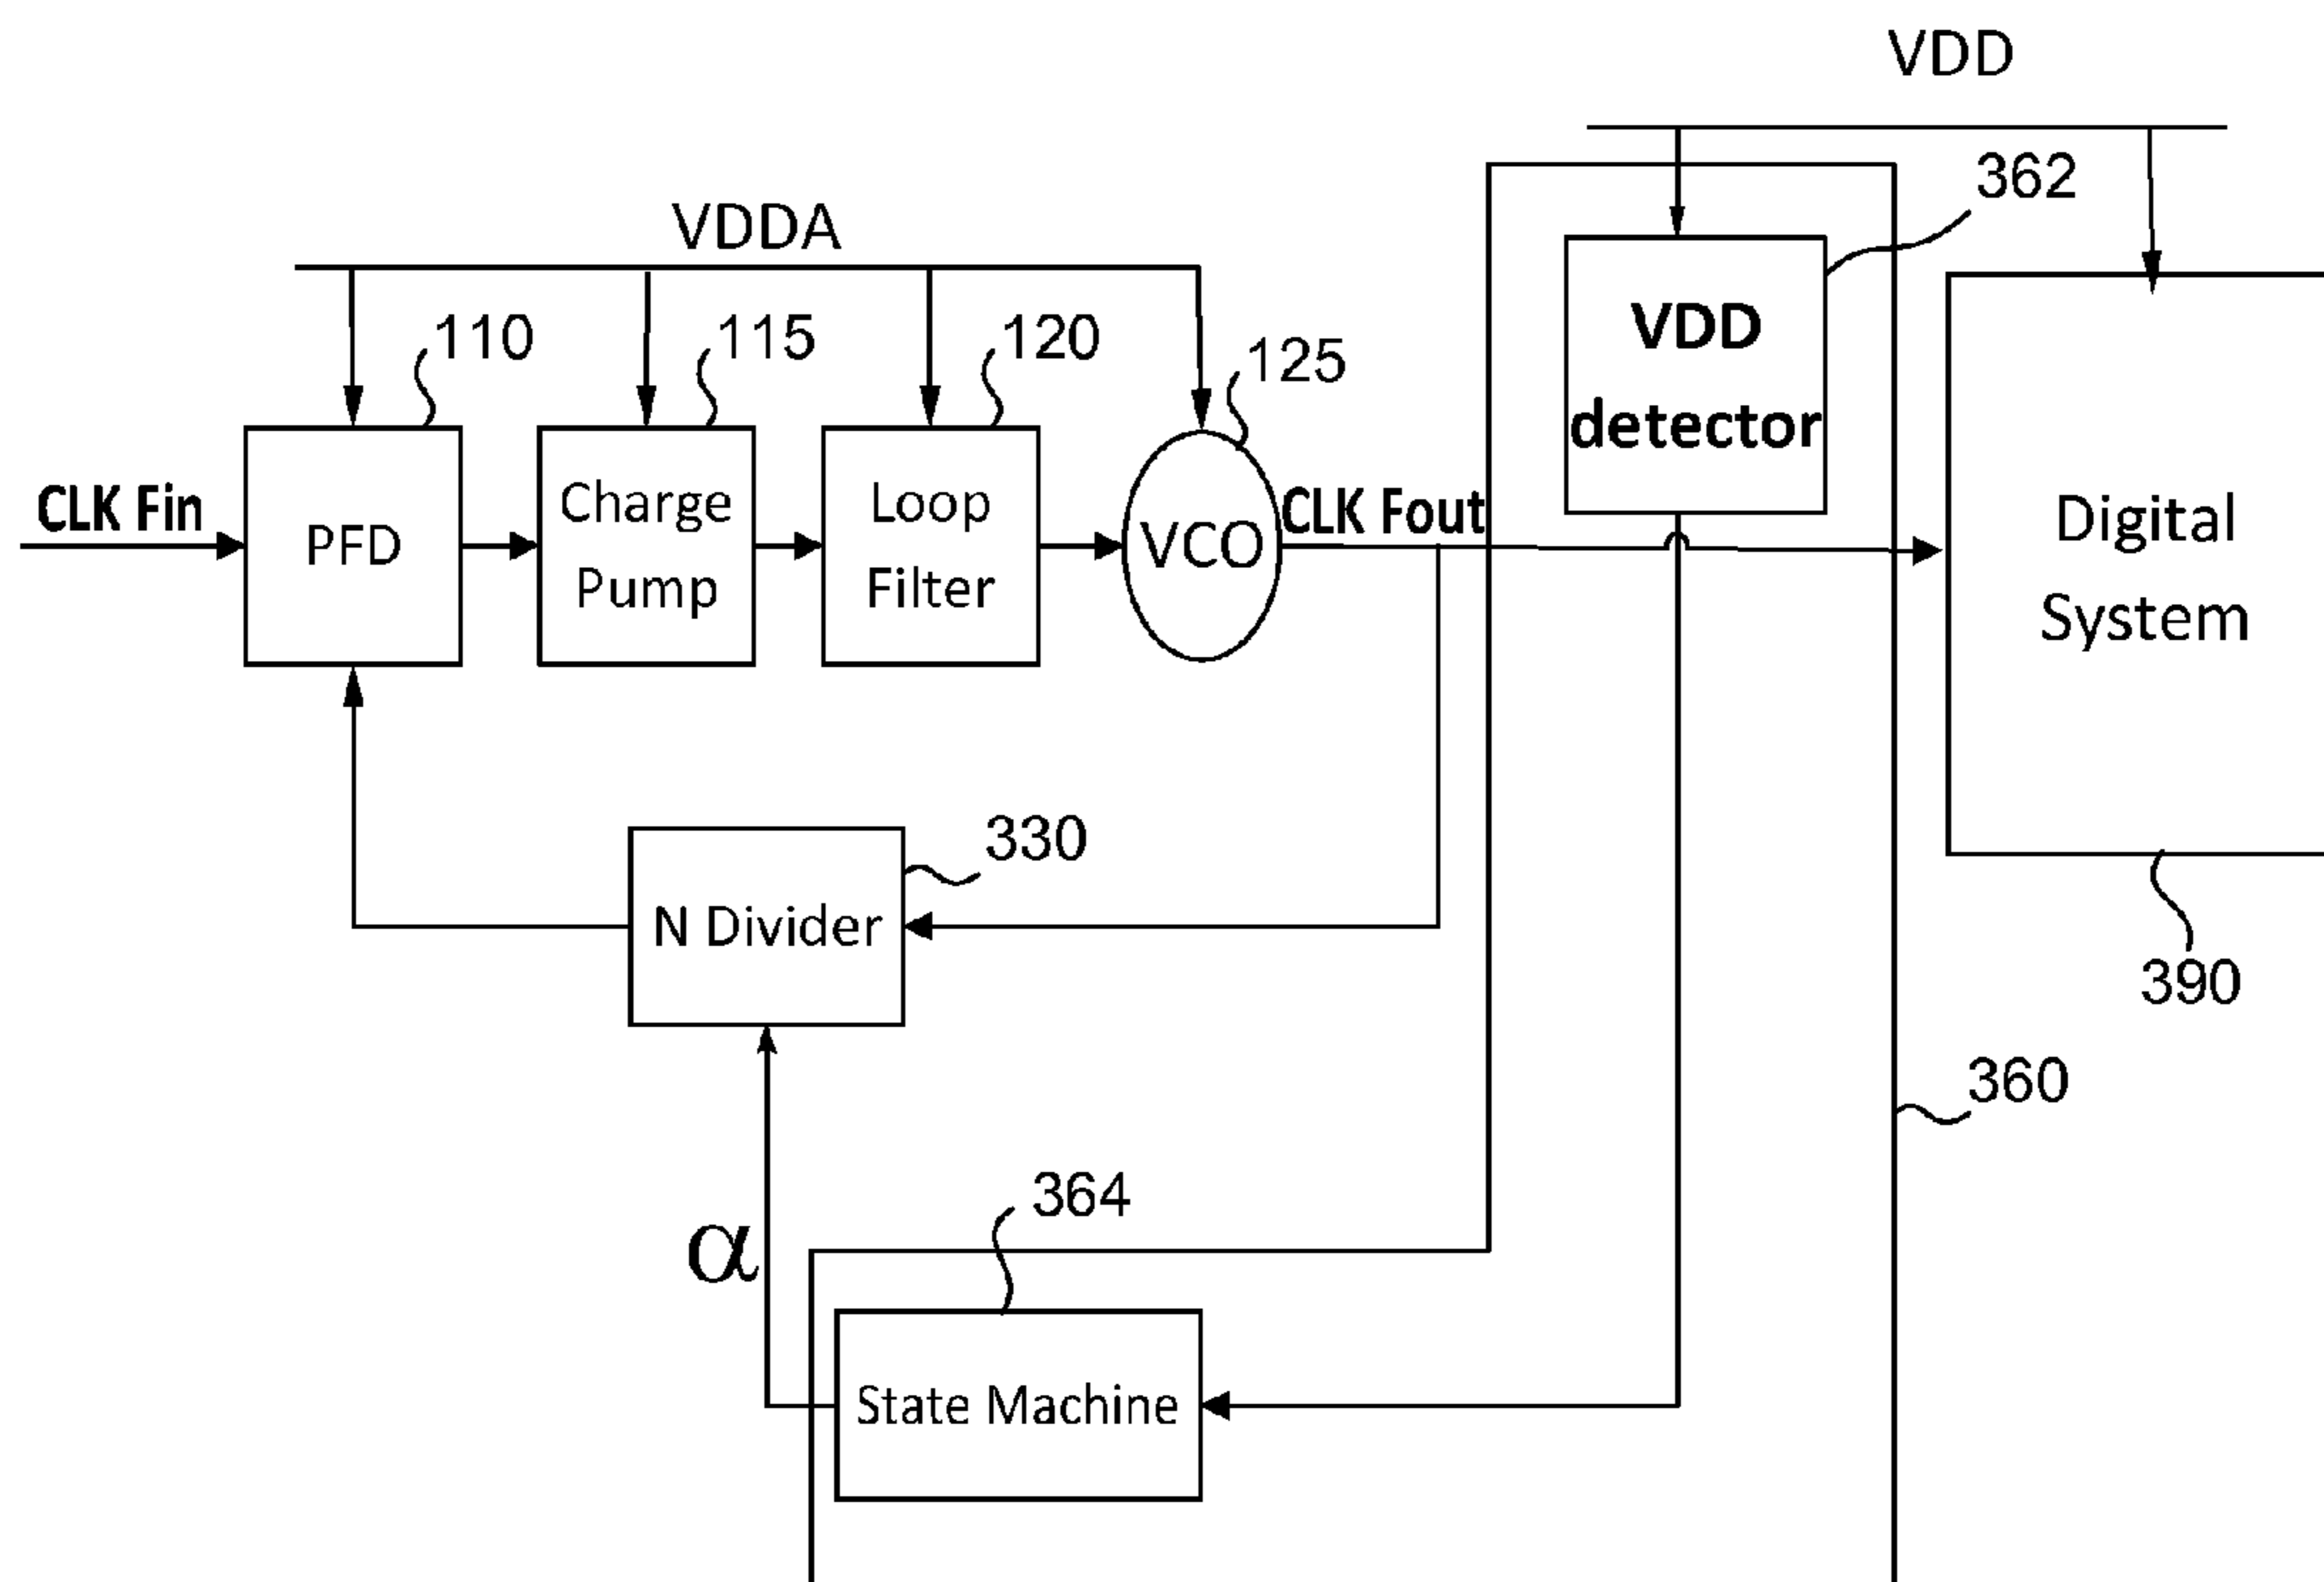 VDD
362
VDDA
110
115
120
125
VDD
detector
CLK Fin
PFD
Charge
Pump
Loop
Filter
VCO
CLK Fout
Digital
System
330
N Divider
390
360
364
α
State Machine